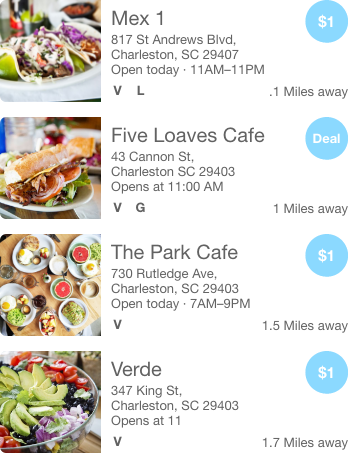 Mex 1
$1
817 St Andrews Blvd,
Charleston, SC 29407
Open today · 11AM–11PM
V L
.1 Miles away
Five Loaves Cafe
Deal
43 Cannon St,
Charleston SC 29403
Opens at 11:00 AM
V G
1 Miles away
The Park Cafe
$1
730 Rutledge Ave,
Charleston, SC 29403
Open today · 7AM–9PM
V
1.5 Miles away
Verde
$1
347 King St,
Charleston, SC 29403
Opens at 11
V
1.7 Miles away